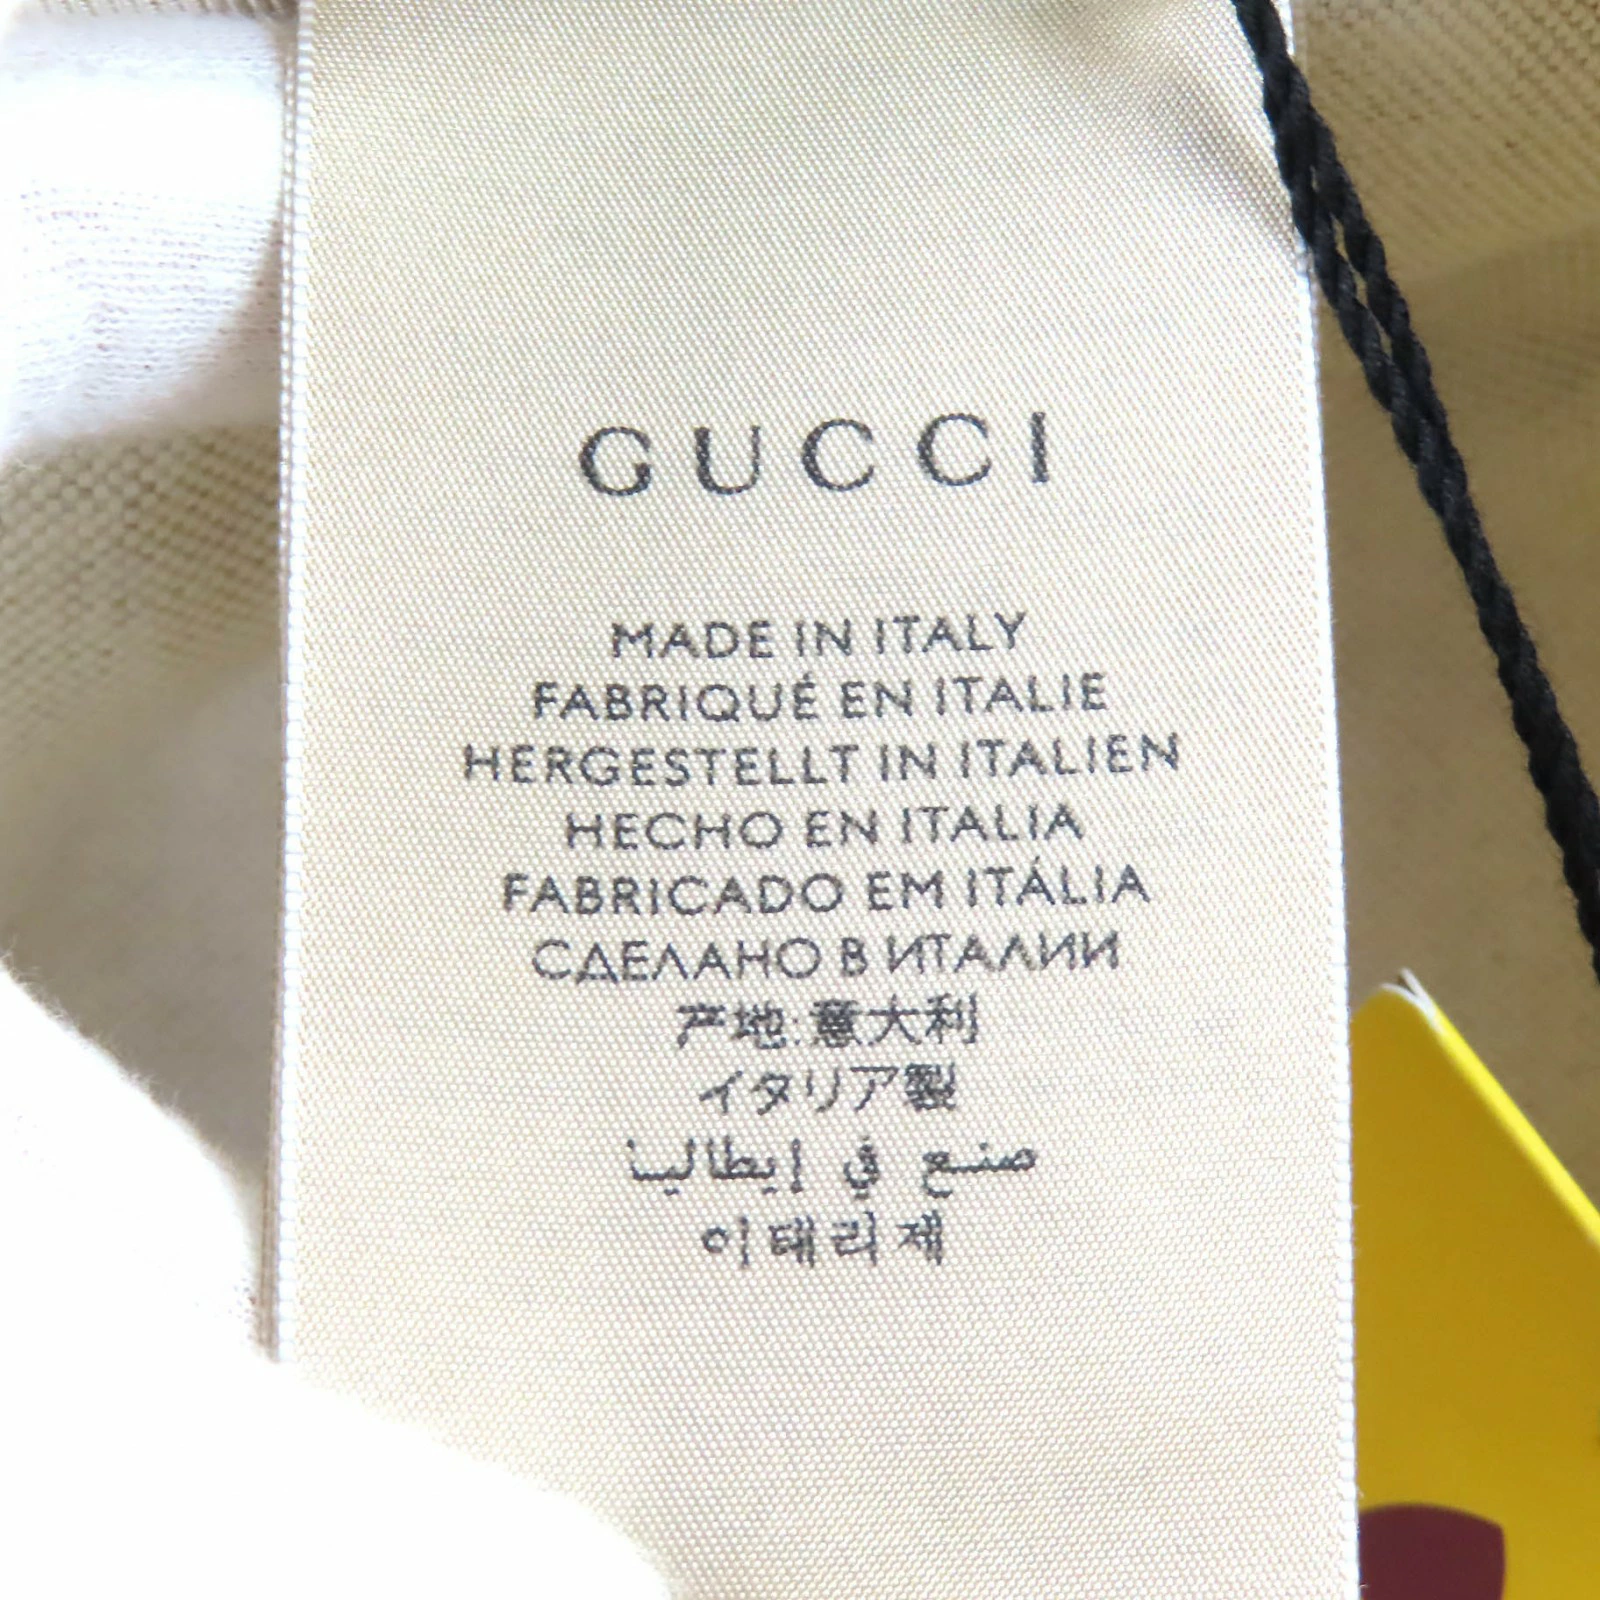 GUCCI
MADE IN ITALY
FABRIQUÉ EN ITALIE
HERGESTELLT IN ITALIEN
HECHO EN ITALIA
FABRICADO EM ITÁLIA
СДЕЛАНО В ИТАЛИИ
产地:意大利
イタリア製
صنع في إيطاليا
이태리제